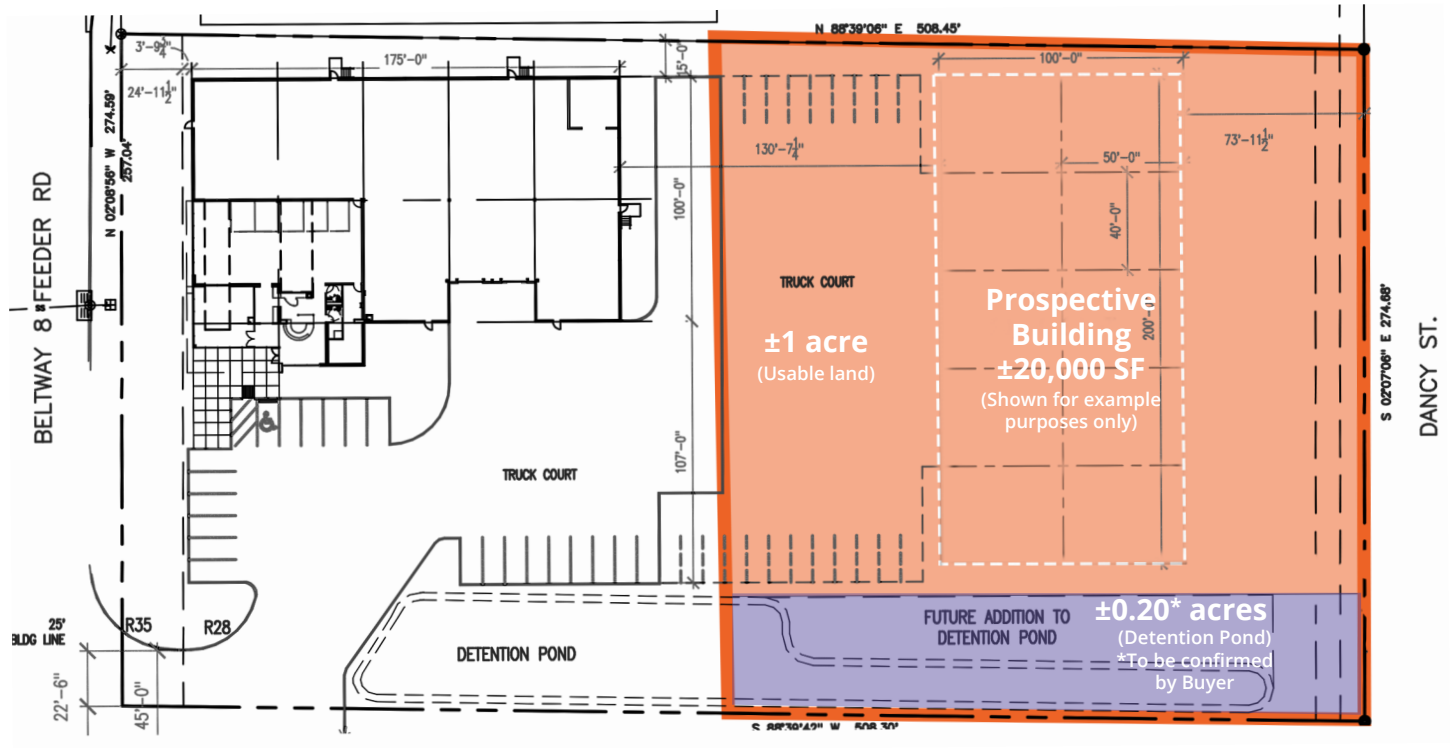 N 88°39'06" E 508.45'
3'-9¾"
175'-0"
15'-0"
100'-0"
24'-11½"
N 02°08'56" W 274.59'
257.04'
130'-7¼"
50'-0"
73'-11½"
100'-0"
40'-0"
BELTWAY 8 FEEDER RD
TRUCK COURT
Prospective
Building
±20,000 SF
(Shown for example
purposes only)
200'-0"
±1 acre
(Usable land)
S 02°07'06" E 274.68'
DANCY ST.
107'-0"
TRUCK COURT
25'
BLDG LINE
R35
R28
DETENTION POND
FUTURE ADDITION TO
DETENTION POND
±0.20* acres
(Detention Pond)
*To be confirmed
by Buyer
22'-6"
45'-0"
S 88°39'42" W 508.30'